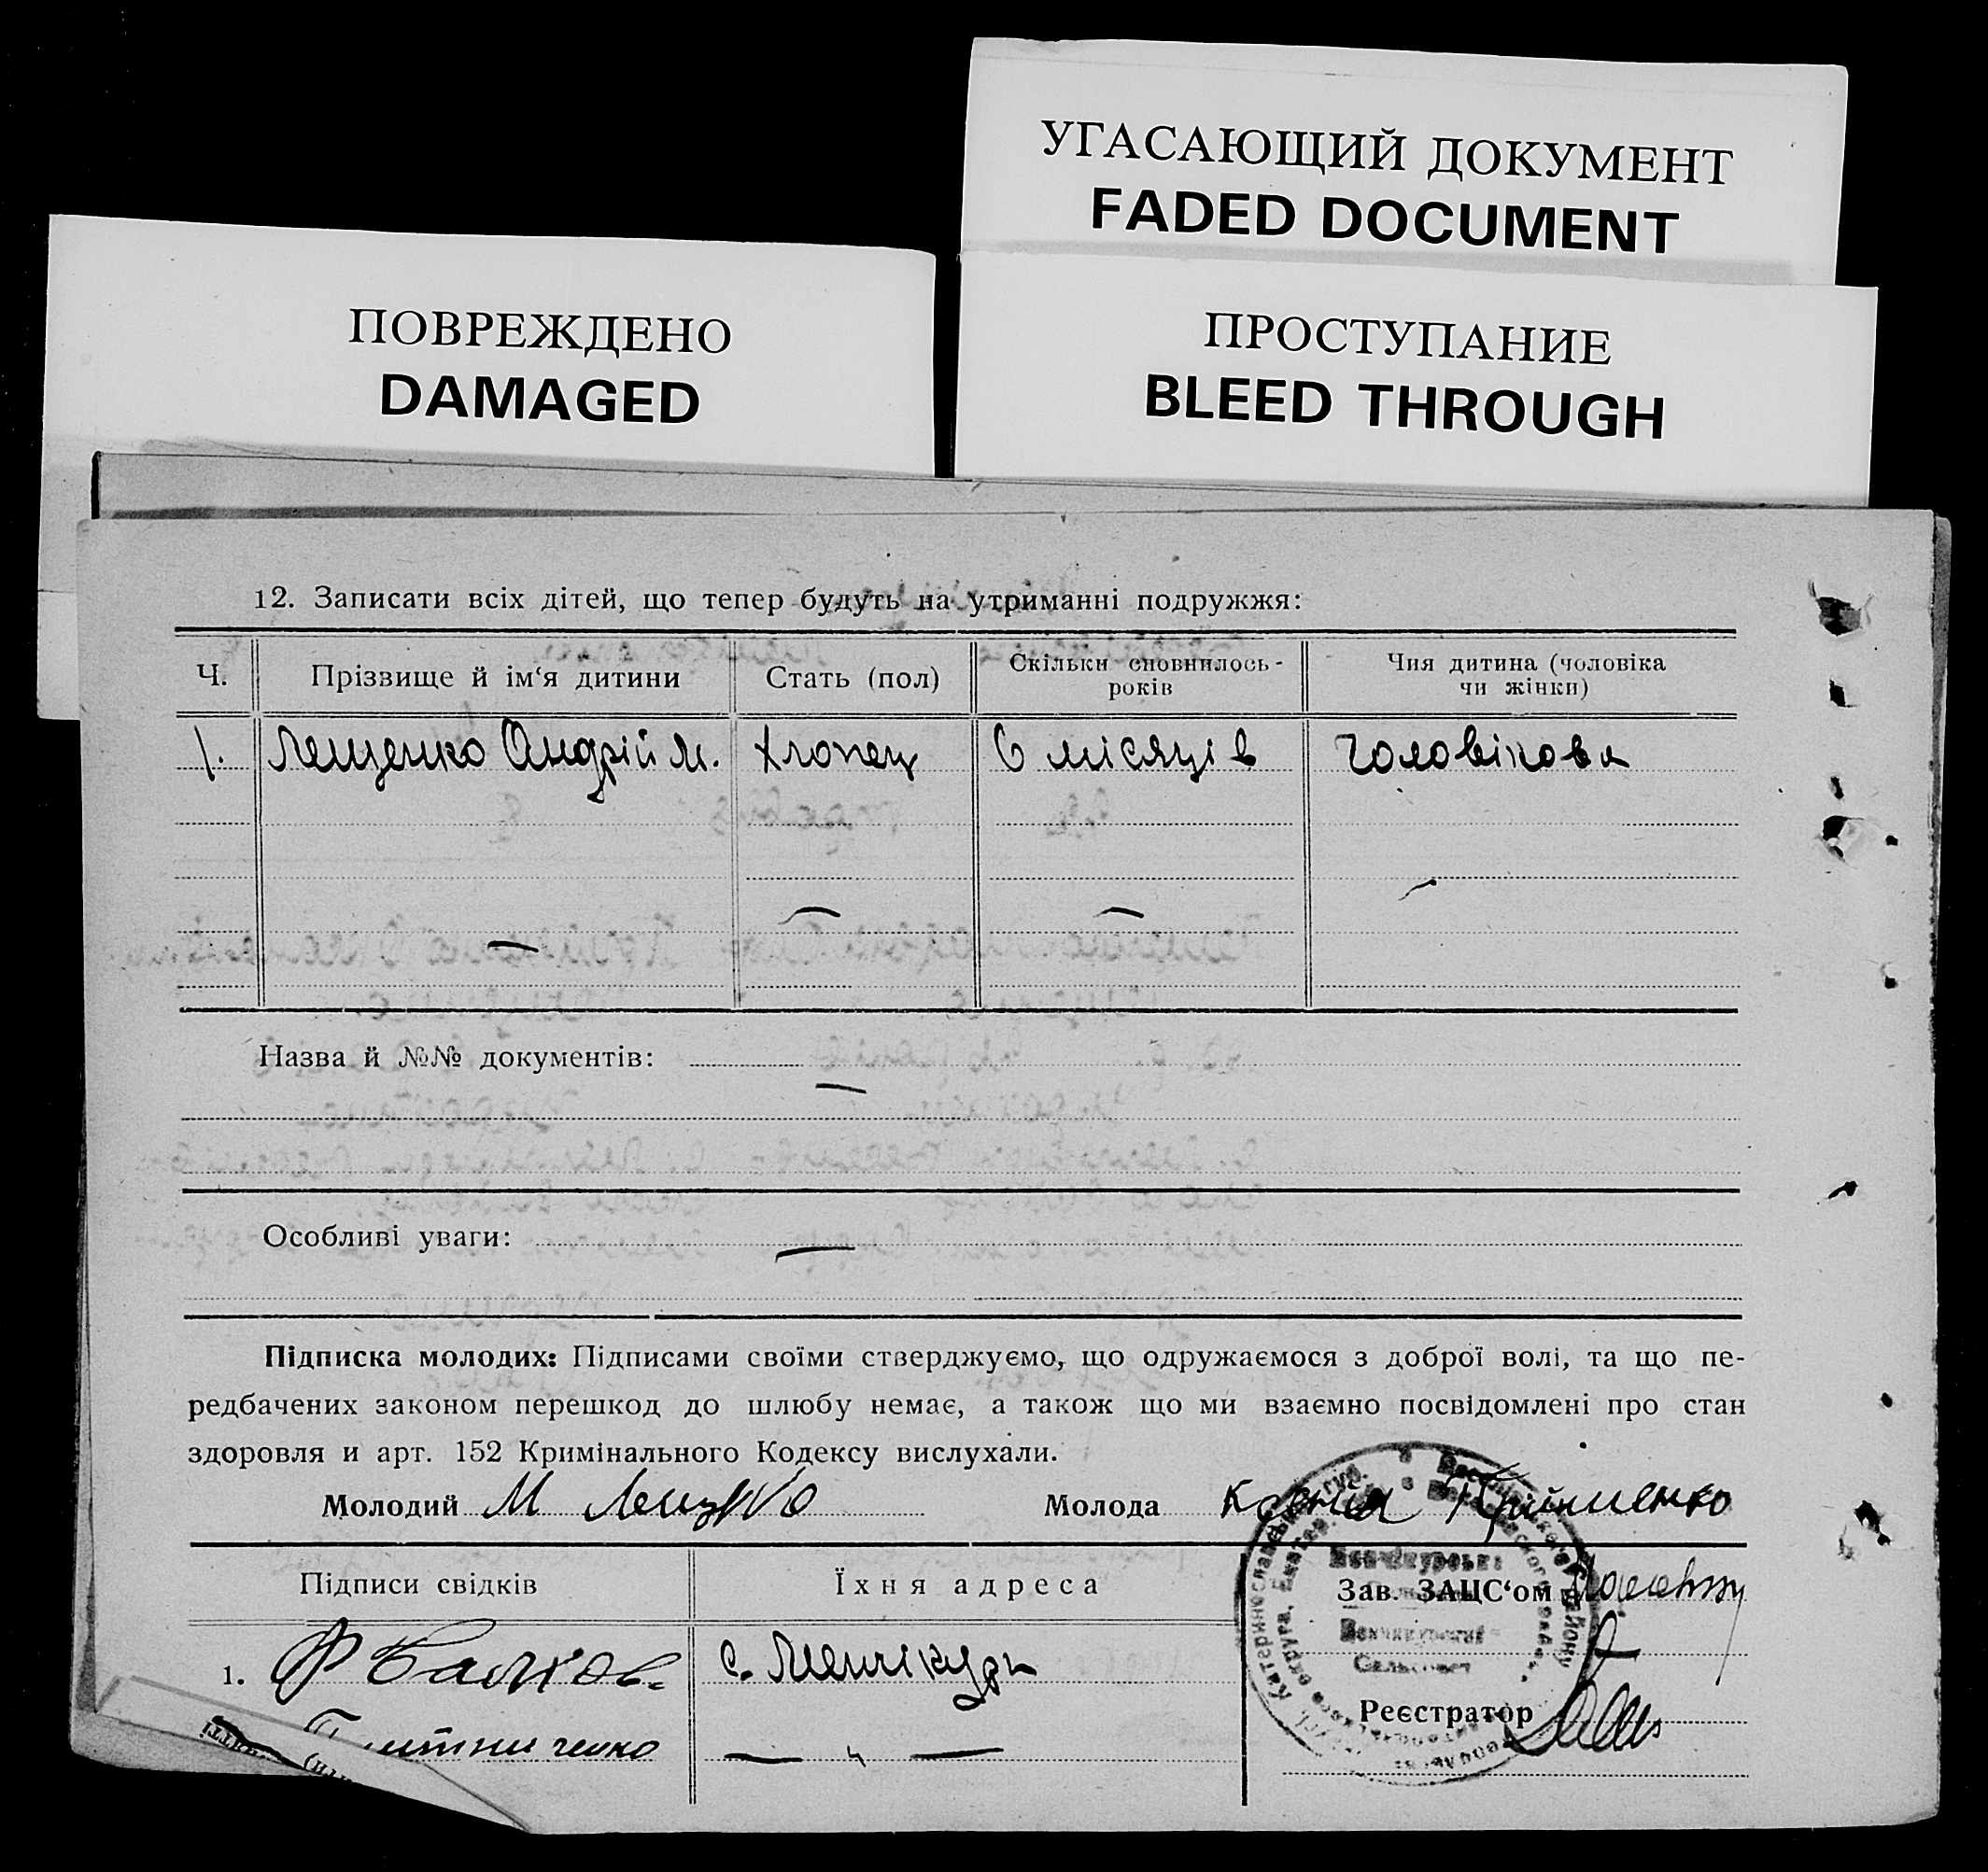 УГАСАЮЩИЙ ДОКУМЕНТ
FADED DOCUMENT
ПОВРЕЖДЕНО
DAMAGED
ПРОСТУПАНИЕ
BLEED THROUGH
12. Записати всіх дітей, що тепер будуть на утриманні подружжя:
Ч. Прізвище й ім‘я дитини Стать (пол) Скільки сповнилось-років Чия дитина (чоловіка чи жінки)
1. Лещенко Андрій М. Хлопець 6 місяців Чоловікова
Назва й №№ документів:
Особливі уваги:
Підписка молодих: Підписами своїми стверджуємо, що одружаємося з доброї волі, та що пе-
редбачених законом перешкод до шлюбу немає, а також що ми взаємно посвідомлені про стан
здоровля и арт. 152 Кримінального Кодексу вислухали.
Молодий М Лещенко Молода Ксенія
Підписи свідків Їхня адреса Зав. ЗАЦС‘ом
1. с. Менчікури
Реєстратор